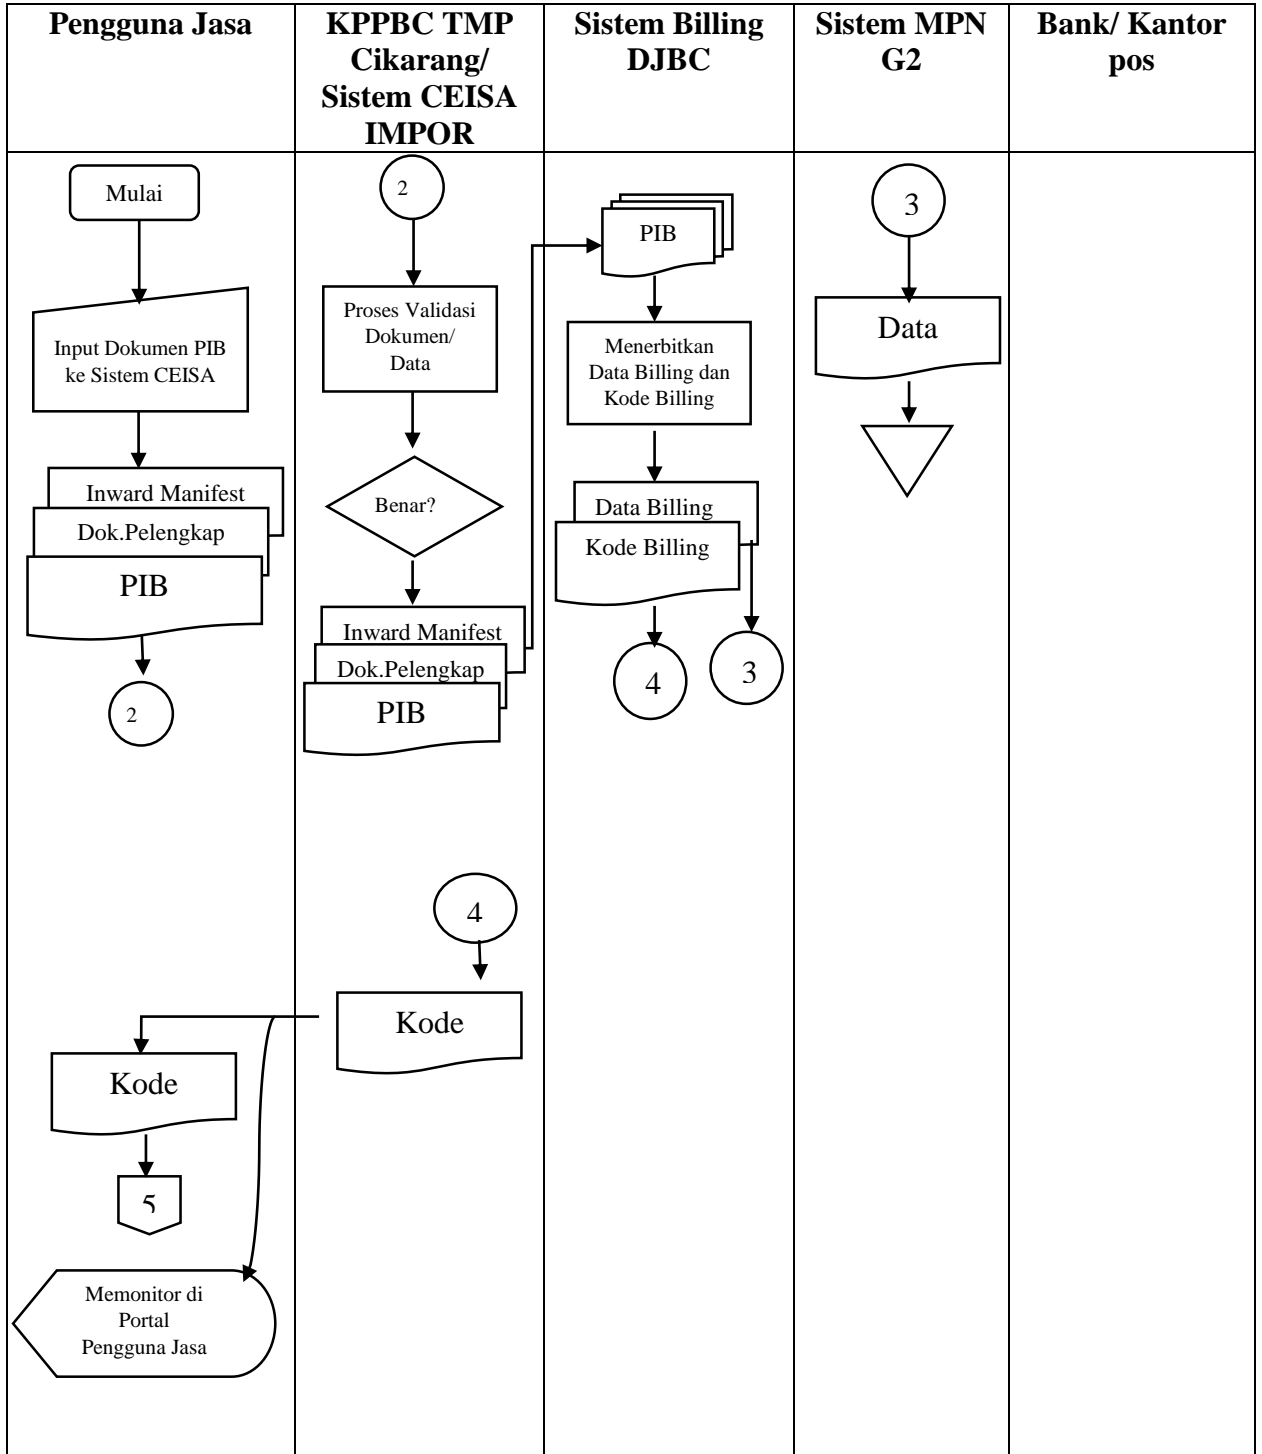 Pengguna Jasa
KPPBC TMP
Cikarang/
Sistem CEISA
IMPOR
Sistem Billing
DJBC
Sistem MPN
G2
Bank/ Kantor
pos
Mulai
Input Dokumen PIB
ke Sistem CEISA
Inward Manifest
Dok.Pelengkap
PIB
2
2
Proses Validasi
Dokumen/
Data
Benar?
Inward Manifest
Dok.Pelengkap
PIB
PIB
Menerbitkan
Data Billing dan
Kode Billing
Data Billing
Kode Billing
4
3
3
Data
4
Kode
Kode
5
Memonitor di
Portal
Pengguna Jasa